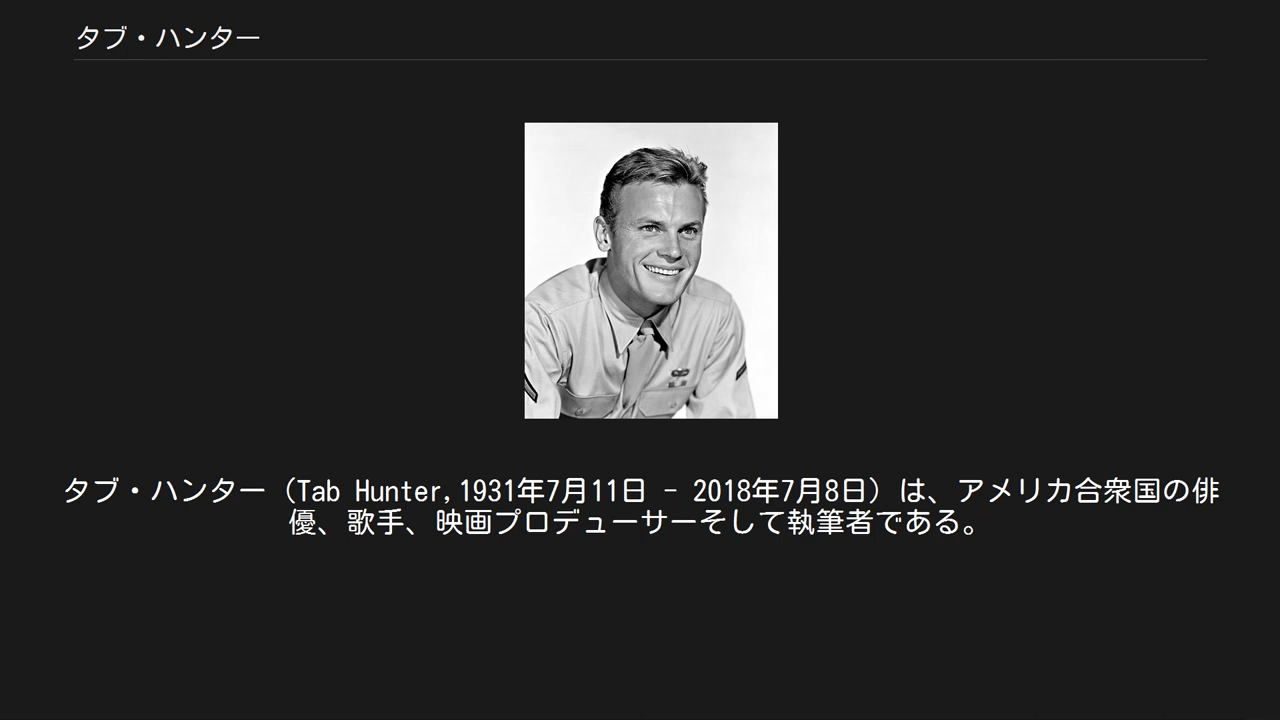 タブ・ハンター
タブ・ハンター（Tab Hunter,1931年7月11日 - 2018年7月8日）は、アメリカ合衆国の俳
優、歌手、映画プロデューサーそして執筆者である。